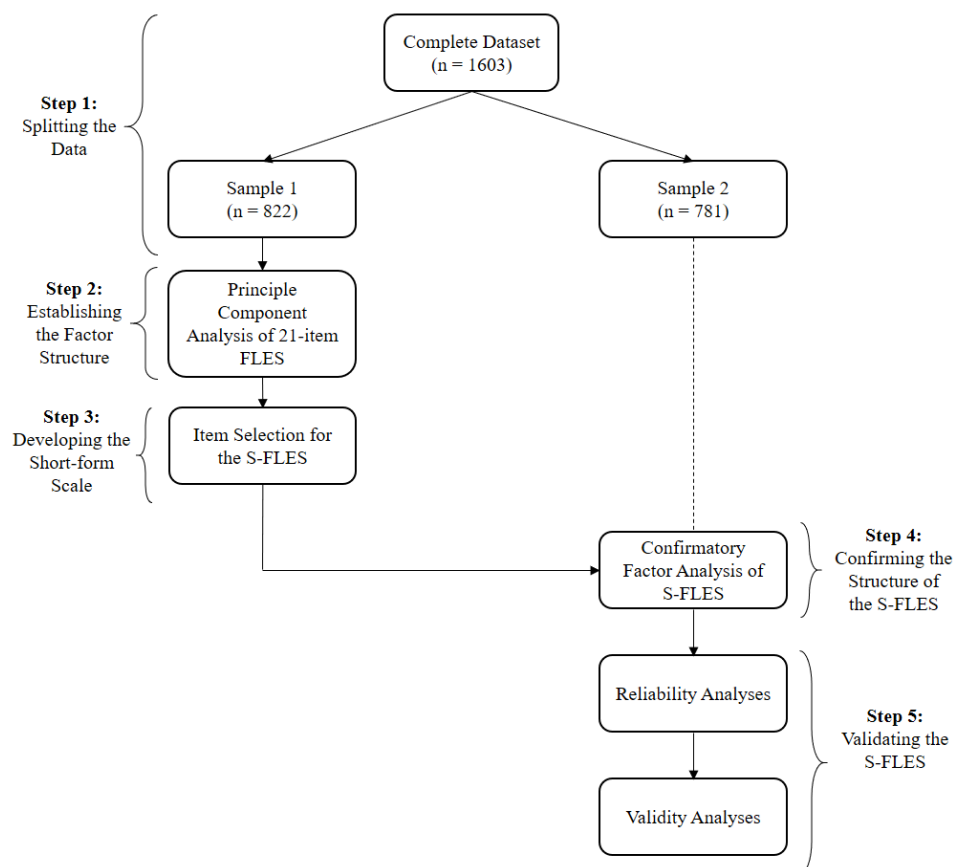 Complete Dataset
(n = 1603)
Step 1:
Splitting the
Data
Sample 1
(n = 822)
Sample 2
(n = 781)
Step 2:
Establishing
the Factor
Structure
Principle
Component
Analysis of 21-item
FLES
Step 3:
Developing the
Short-form
Scale
Item Selection for
the S-FLES
Confirmatory
Factor Analysis of
S-FLES
Step 4:
Confirming the
Structure of
the S-FLES
Reliability Analyses
Step 5:
Validating the
S-FLES
Validity Analyses